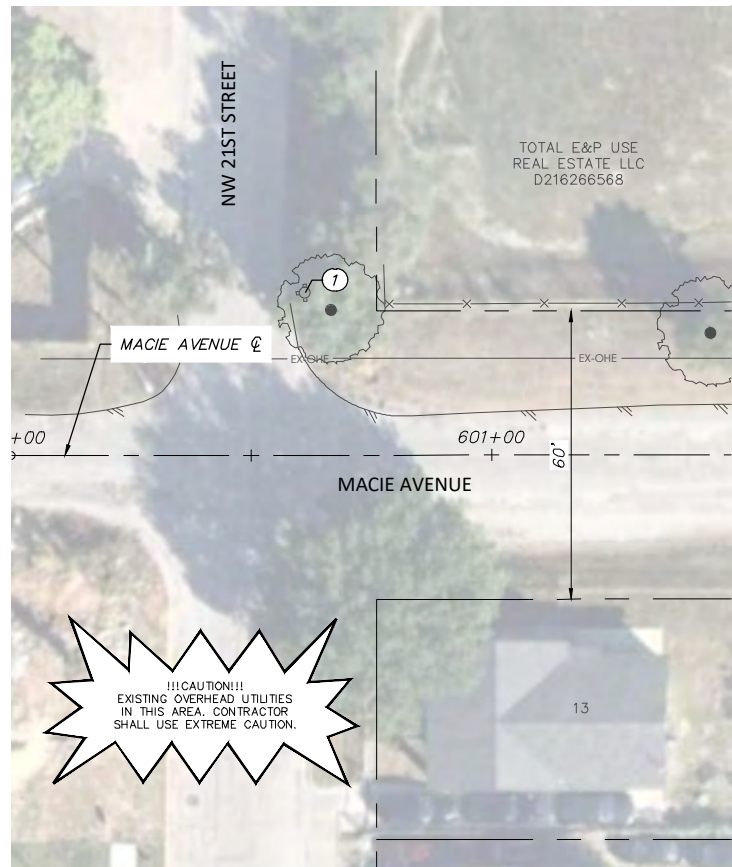 NW 21ST STREET
TOTAL E&P USE
REAL ESTATE LLC
D216266568
1
MACIE AVENUE ℄
EX-OHE
EX-OHE
+00
601+00
60'
MACIE AVENUE
!!!CAUTION!!!
EXISTING OVERHEAD UTILITIES
IN THIS AREA. CONTRACTOR
SHALL USE EXTREME CAUTION.
13